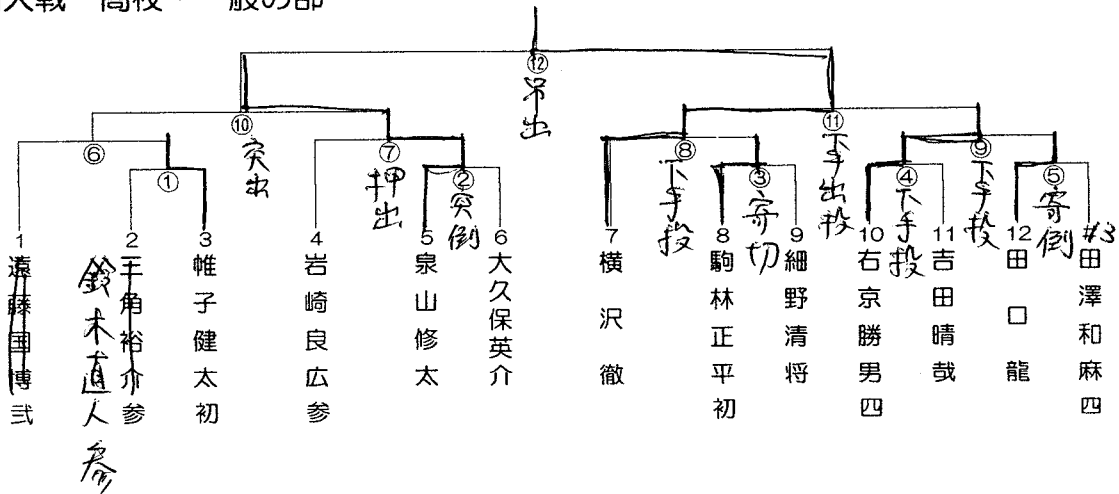 大戦 高校・一般の部
⑫
吊出
⑩
突出
⑪
下手出投
⑥
①
⑦
押出
②
突倒
⑧
下手投
③
寄切
⑨
下手投
④
下手投
⑤
寄倒
1 遠藤国博 弐
2 三角裕介 参
鈴木直人 参
3 帷子健太 初
4 岩崎良広 参
5 泉山修太
6 大久保英介
7 横沢徹
8 駒林正平 初
9 細野清将
10 右京勝男 四
11 吉田晴哉
12 田口龍
13 田澤和麻 四